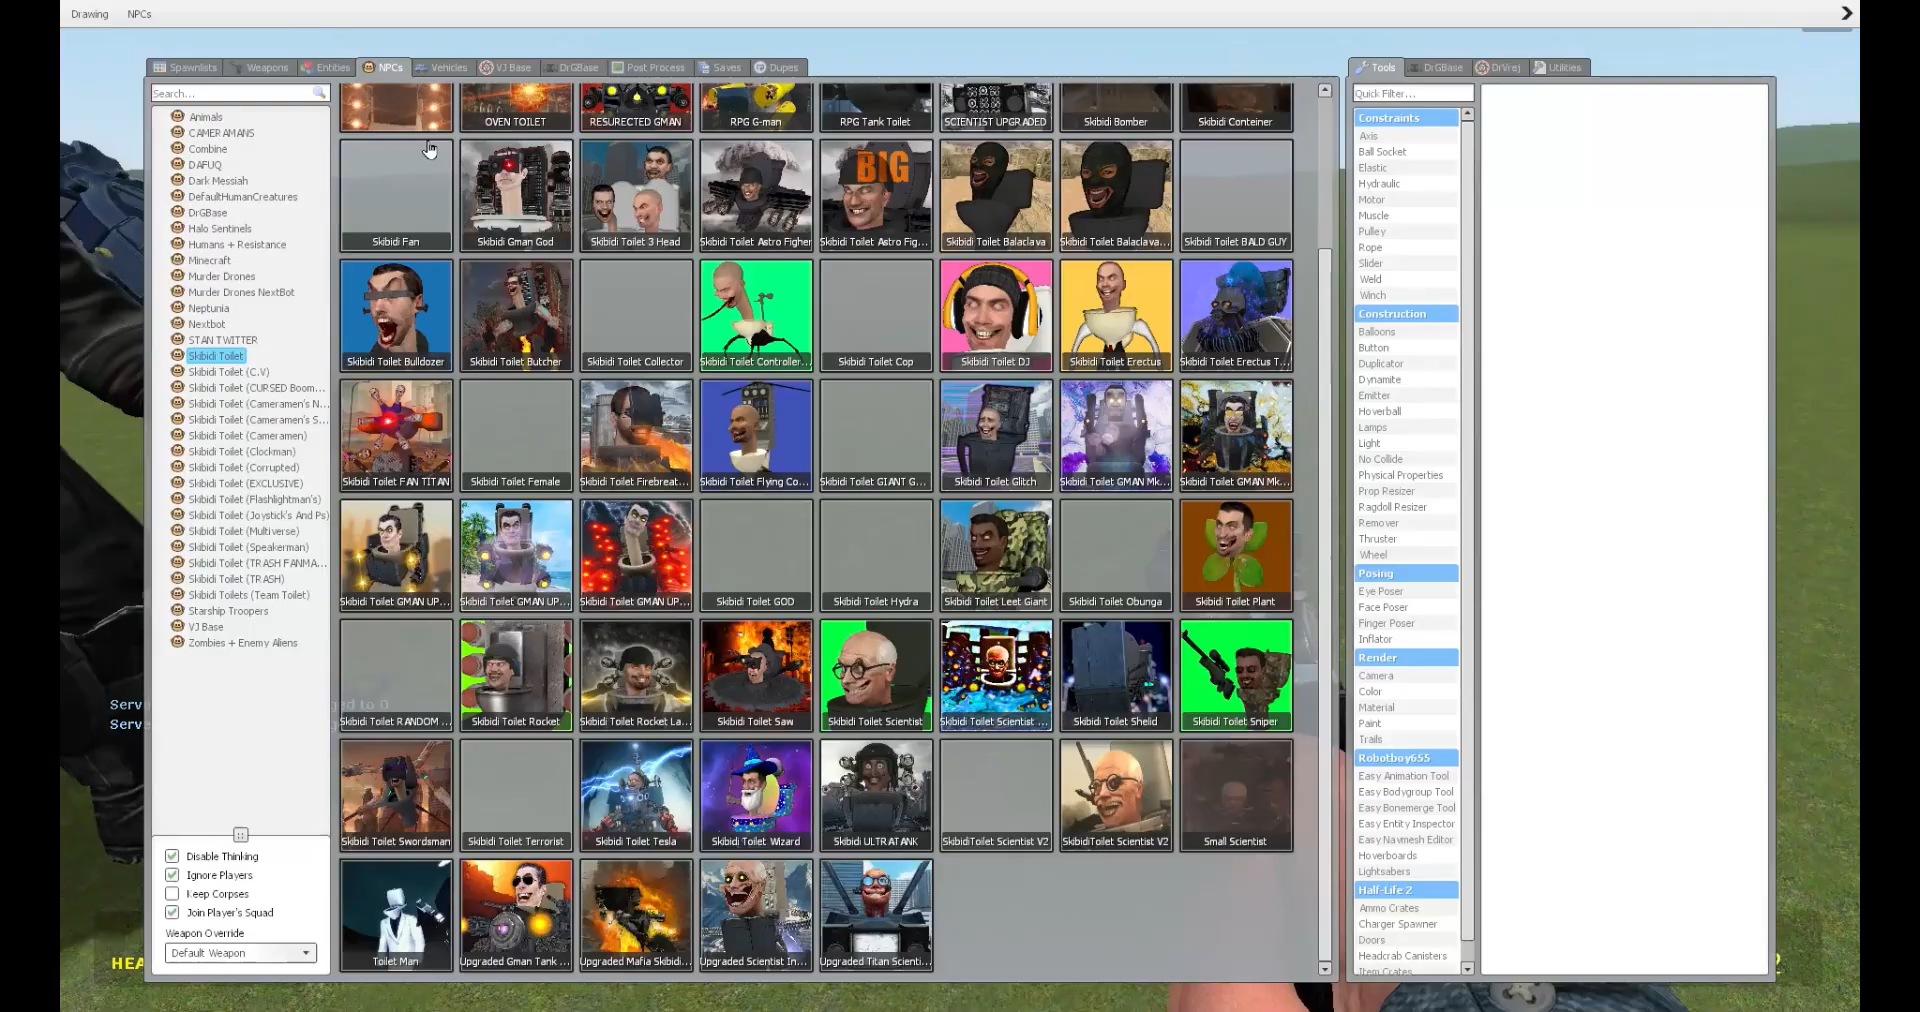 Drawing NPCs
Spawnlists Weapons Entities NPCs Vehicles VJ Base DrGBase Post Process Saves Dupes
Tools DrGBase DrVrej Utilities
Search...
Animals
CAMERAMANS
Combine
DAFUQ
Dark Messiah
DefaultHumanCreatures
DrGBase
Halo Sentinels
Humans + Resistance
Minecraft
Murder Drones
Murder Drones NextBot
Neptunia
Nextbot
STAN TWITTER
Skibidi Toilet
Skibidi Toilet (C.V)
Skibidi Toilet (CURSED Boom...
Skibidi Toilet (Cameramen's N...
Skibidi Toilet (Cameramen's S...
Skibidi Toilet (Cameramen)
Skibidi Toilet (Clockman)
Skibidi Toilet (Corrupted)
Skibidi Toilet (EXCLUSIVE)
Skibidi Toilet (Flashlightman's)
Skibidi Toilet (Joystick's And Ps)
Skibidi Toilet (Multiverse)
Skibidi Toilet (Speakerman)
Skibidi Toilet (TRASH FANMA...
Skibidi Toilet (TRASH)
Skibidi Toilets (Team Toilet)
Starship Troopers
VJ Base
Zombies + Enemy Aliens
Serv
Serv
ged to 0
Disable Thinking
Ignore Players
Keep Corpses
Join Player's Squad
Weapon Override
Default Weapon
HEA
OVEN TOILET RESURECTED GMAN RPG G-man RPG Tank Toilet SCIENTIST UPGRADED Skibidi Bomber Skibidi Conteiner
BIG
Skibidi Fan Skibidi Gman God Skibidi Toilet 3 Head Skibidi Toilet Astro Figher Skibidi Toilet Astro Fig... Skibidi Toilet Balaclava Skibidi Toilet Balaclava... Skibidi Toilet BALD GUY
Skibidi Toilet Bulldozer Skibidi Toilet Butcher Skibidi Toilet Collector Skibidi Toilet Controller... Skibidi Toilet Cop Skibidi Toilet DJ Skibidi Toilet Erectus Skibidi Toilet Erectus T...
Skibidi Toilet FAN TITAN Skibidi Toilet Female Skibidi Toilet Firebreat... Skibidi Toilet Flying Co... Skibidi Toilet GIANT G... Skibidi Toilet Glitch Skibidi Toilet GMAN Mk... Skibidi Toilet GMAN Mk...
Skibidi Toilet GMAN UP... Skibidi Toilet GMAN UP... Skibidi Toilet GMAN UP... Skibidi Toilet GOD Skibidi Toilet Hydra Skibidi Toilet Leet Giant Skibidi Toilet Obunga Skibidi Toilet Plant
Skibidi Toilet RANDOM ... Skibidi Toilet Rocket Skibidi Toilet Rocket La... Skibidi Toilet Saw Skibidi Toilet Scientist Skibidi Toilet Scientist ... Skibidi Toilet Shelid Skibidi Toilet Sniper
Skibidi Toilet Swordsman Skibidi Toilet Terrorist Skibidi Toilet Tesla Skibidi Toilet Wizard Skibidi ULTRATANK SkibidiToilet Scientist V2 SkibidiToilet Scientist V2 Small Scientist
Toilet Man Upgraded Gman Tank ... Upgraded Mafia Skibidi... Upgraded Scientist In... Upgraded Titan Scienti...
Quick Filter...
Constraints
Axis
Ball Socket
Elastic
Hydraulic
Motor
Muscle
Pulley
Rope
Slider
Weld
Winch
Construction
Balloons
Button
Duplicator
Dynamite
Emitter
Hoverball
Lamps
Light
No Collide
Physical Properties
Prop Resizer
Ragdoll Resizer
Remover
Thruster
Wheel
Posing
Eye Poser
Face Poser
Finger Poser
Inflator
Render
Camera
Color
Material
Paint
Trails
Robotboy655
Easy Animation Tool
Easy Bodygroup Tool
Easy Bonemerge Tool
Easy Entity Inspector
Easy Navmesh Editor
Hoverboards
Lightsabers
Half-Life 2
Ammo Crates
Charger Spawner
Doors
Headcrab Canisters
Item Crates